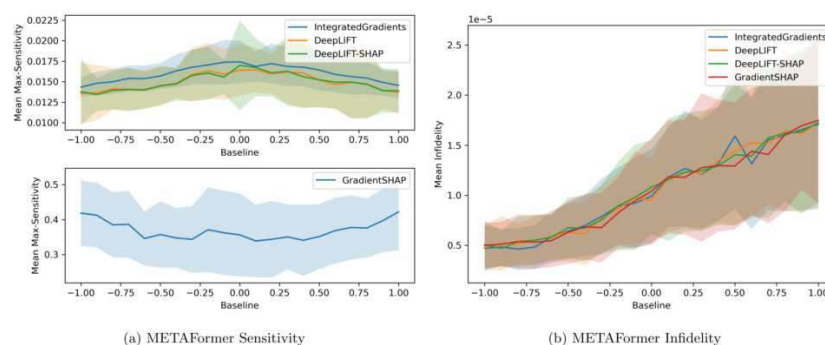 0.0225
0.0200
0.0175
0.0150
0.0125
0.0100
Mean Max-Sensitivity
IntegratedGradients
DeepLIFT
DeepLIFT-SHAP
−1.00 −0.75 −0.50 −0.25 0.00 0.25 0.50 0.75 1.00
Baseline
0.5
0.4
0.3
Mean Max-Sensitivity
GradientSHAP
−1.00 −0.75 −0.50 −0.25 0.00 0.25 0.50 0.75 1.00
Baseline
(a) METAFormer Sensitivity
1e−5
2.5
2.0
1.5
1.0
0.5
Mean Infidelity
IntegratedGradients
DeepLIFT
DeepLIFT-SHAP
GradientSHAP
−1.00 −0.75 −0.50 −0.25 0.00 0.25 0.50 0.75 1.00
Baseline
(b) METAFormer Infidelity